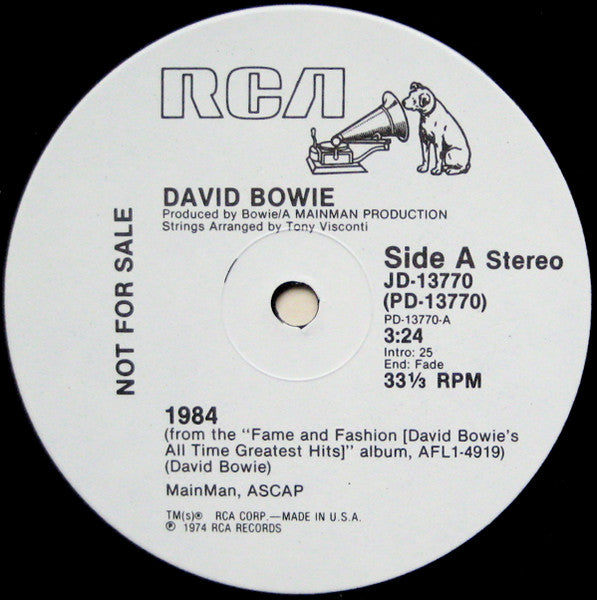 RCA
DAVID BOWIE
Produced by Bowie/A MAINMAN PRODUCTION
Strings Arranged by Tony Visconti
NOT FOR SALE
Side A Stereo
JD-13770
(PD-13770)
PD-13770-A
3:24
Intro: 25
End: Fade
33⅓ RPM
1984
(from the "Fame and Fashion [David Bowie's
All Time Greatest Hits]" album, AFL1-4919)
(David Bowie)
MainMan, ASCAP
TM(s)® RCA CORP.—MADE IN U.S.A.
℗ 1974 RCA RECORDS